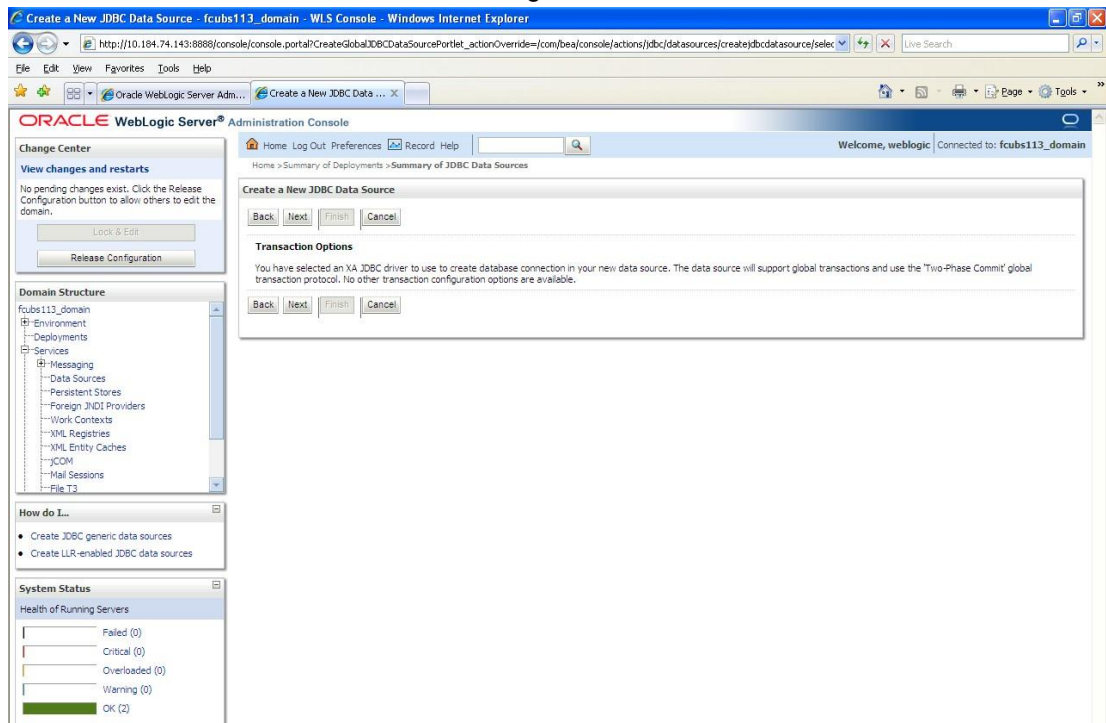 Create a New JDBC Data Source - fcubs113_domain - WLS Console - Windows Internet Explorer
http://10.184.74.143:8888/console/console.portal?CreateGlobalJDBCDataSourcePortlet_actionOverride=/com/bea/console/actions/jdbc/datasources/createjdbcdatasource/selec
Live Search
File Edit View Favorites Tools Help
Oracle WebLogic Server Adm... Create a New JDBC Data ... X
Page Tools
ORACLE WebLogic Server® Administration Console
Change Center
View changes and restarts
No pending changes exist. Click the Release
Configuration button to allow others to edit the
domain.
Lock & Edit
Release Configuration
Domain Structure
fcubs113_domain
Environment
Deployments
Services
Messaging
Data Sources
Persistent Stores
Foreign JNDI Providers
Work Contexts
XML Registries
XML Entity Caches
jCOM
Mail Sessions
File T3
How do I...
Create JDBC generic data sources
Create LLR-enabled JDBC data sources
System Status
Health of Running Servers
Failed (0)
Critical (0)
Overloaded (0)
Warning (0)
OK (2)
Home Log Out Preferences Record Help
Welcome, weblogic Connected to: fcubs113_domain
Home >Summary of Deployments >Summary of JDBC Data Sources
Create a New JDBC Data Source
Back Next Finish Cancel
Transaction Options
You have selected an XA JDBC driver to use to create database connection in your new data source. The data source will support global transactions and use the 'Two-Phase Commit' global
transaction protocol. No other transaction configuration options are available.
Back Next Finish Cancel